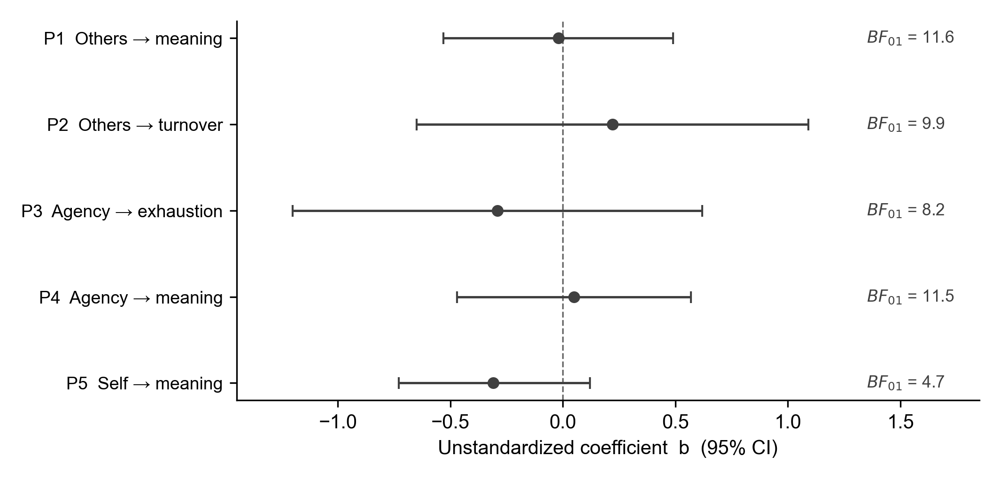 P1 Others → meaning BF01 = 11.6
P2 Others → turnover BF01 = 9.9
P3 Agency → exhaustion BF01 = 8.2
P4 Agency → meaning BF01 = 11.5
P5 Self → meaning BF01 = 4.7
−1.0 −0.5 0.0 0.5 1.0 1.5
Unstandardized coefficient b (95% CI)